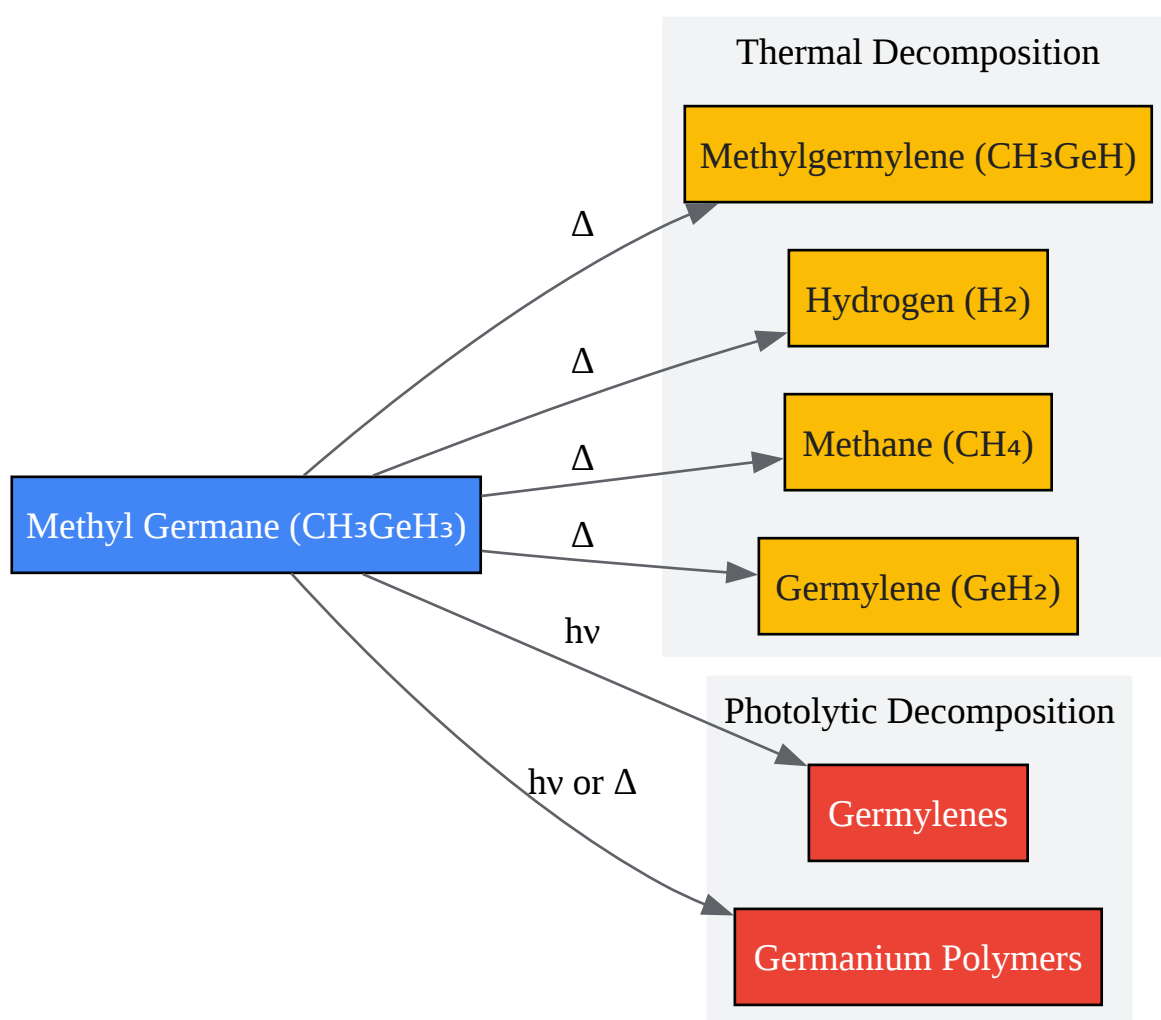 Thermal Decomposition
Methylgermylene (CH₃GeH)
Δ
Hydrogen (H₂)
Δ
Methane (CH₄)
Δ
Methyl Germane (CH₃GeH₃)
Δ
Germylene (GeH₂)
hν
Photolytic Decomposition
hν or Δ
Germylenes
Germanium Polymers